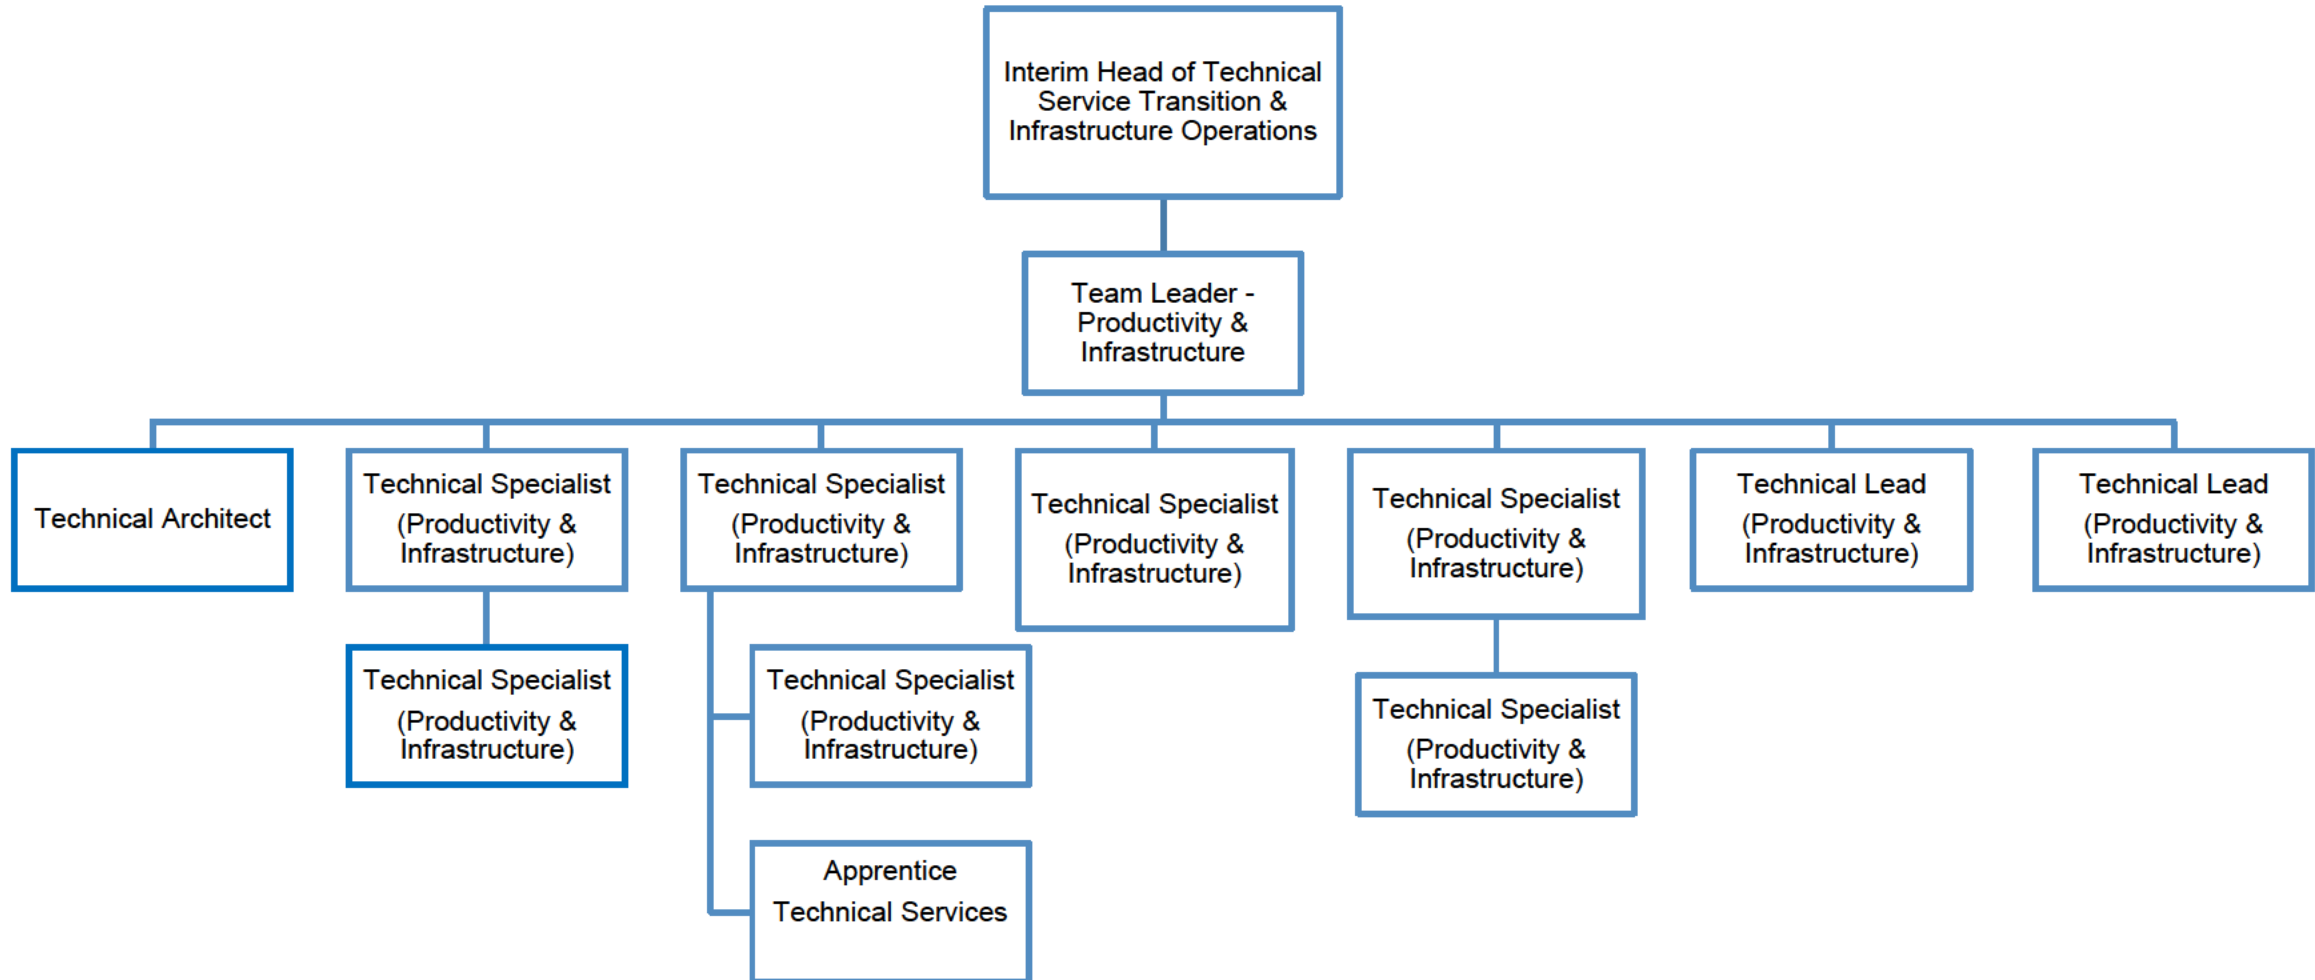 Interim Head of Technical
Service Transition &
Infrastructure Operations
Team Leader -
Productivity &
Infrastructure
Technical Architect
Technical Specialist
(Productivity &
Infrastructure)
Technical Specialist
(Productivity &
Infrastructure)
Technical Specialist
(Productivity &
Infrastructure)
Technical Specialist
(Productivity &
Infrastructure)
Technical Lead
(Productivity &
Infrastructure)
Technical Lead
(Productivity &
Infrastructure)
Technical Specialist
(Productivity &
Infrastructure)
Technical Specialist
(Productivity &
Infrastructure)
Technical Specialist
(Productivity &
Infrastructure)
Apprentice
Technical Services